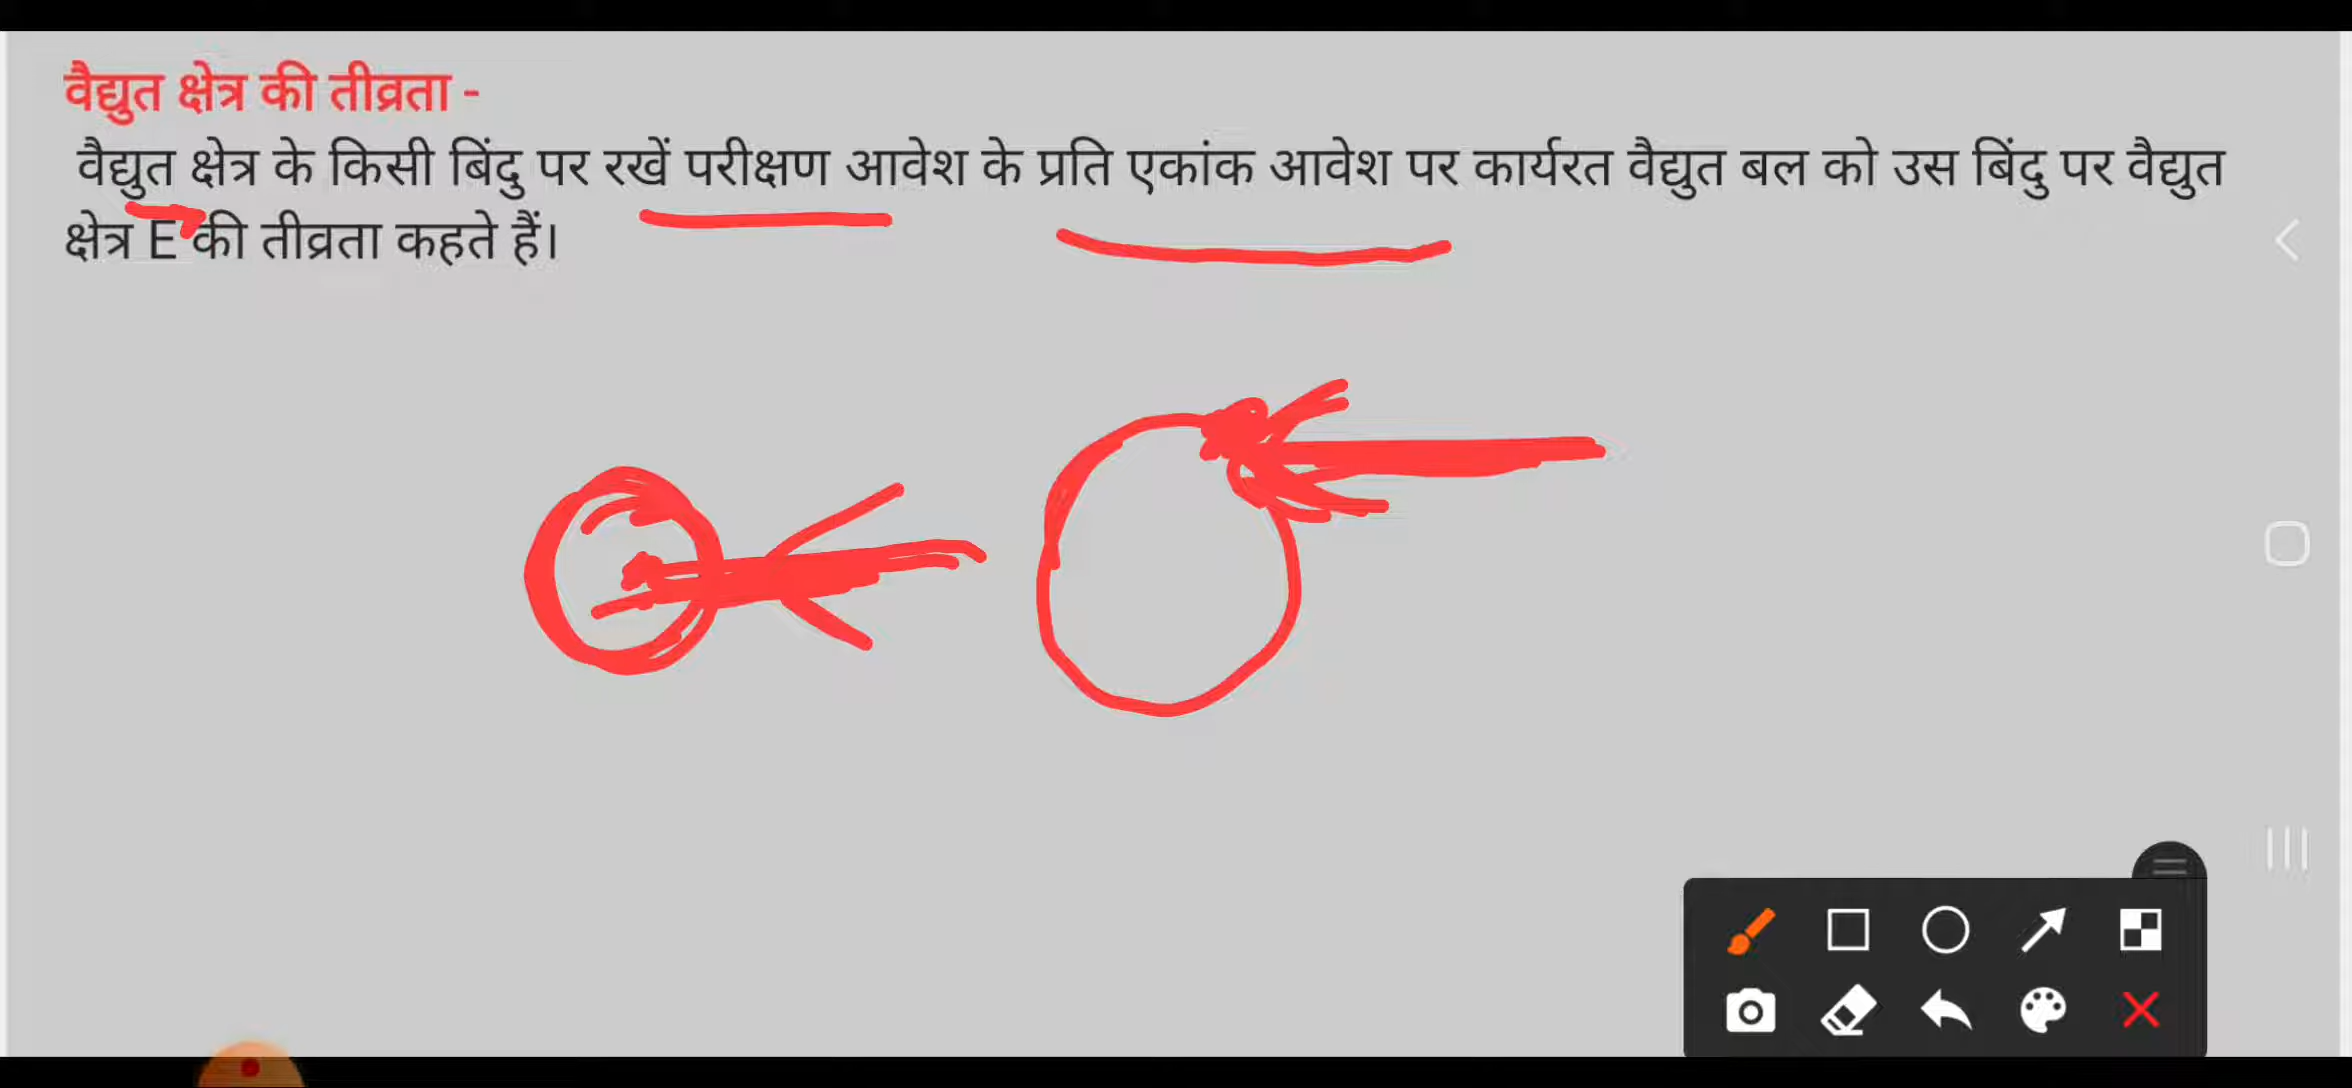 वैद्युत क्षेत्र की तीव्रता -
वैद्युत क्षेत्र के किसी बिंदु पर रखें परीक्षण आवेश के प्रति एकांक आवेश पर कार्यरत वैद्युत बल को उस बिंदु पर वैद्युत
क्षेत्र E की तीव्रता कहते हैं।